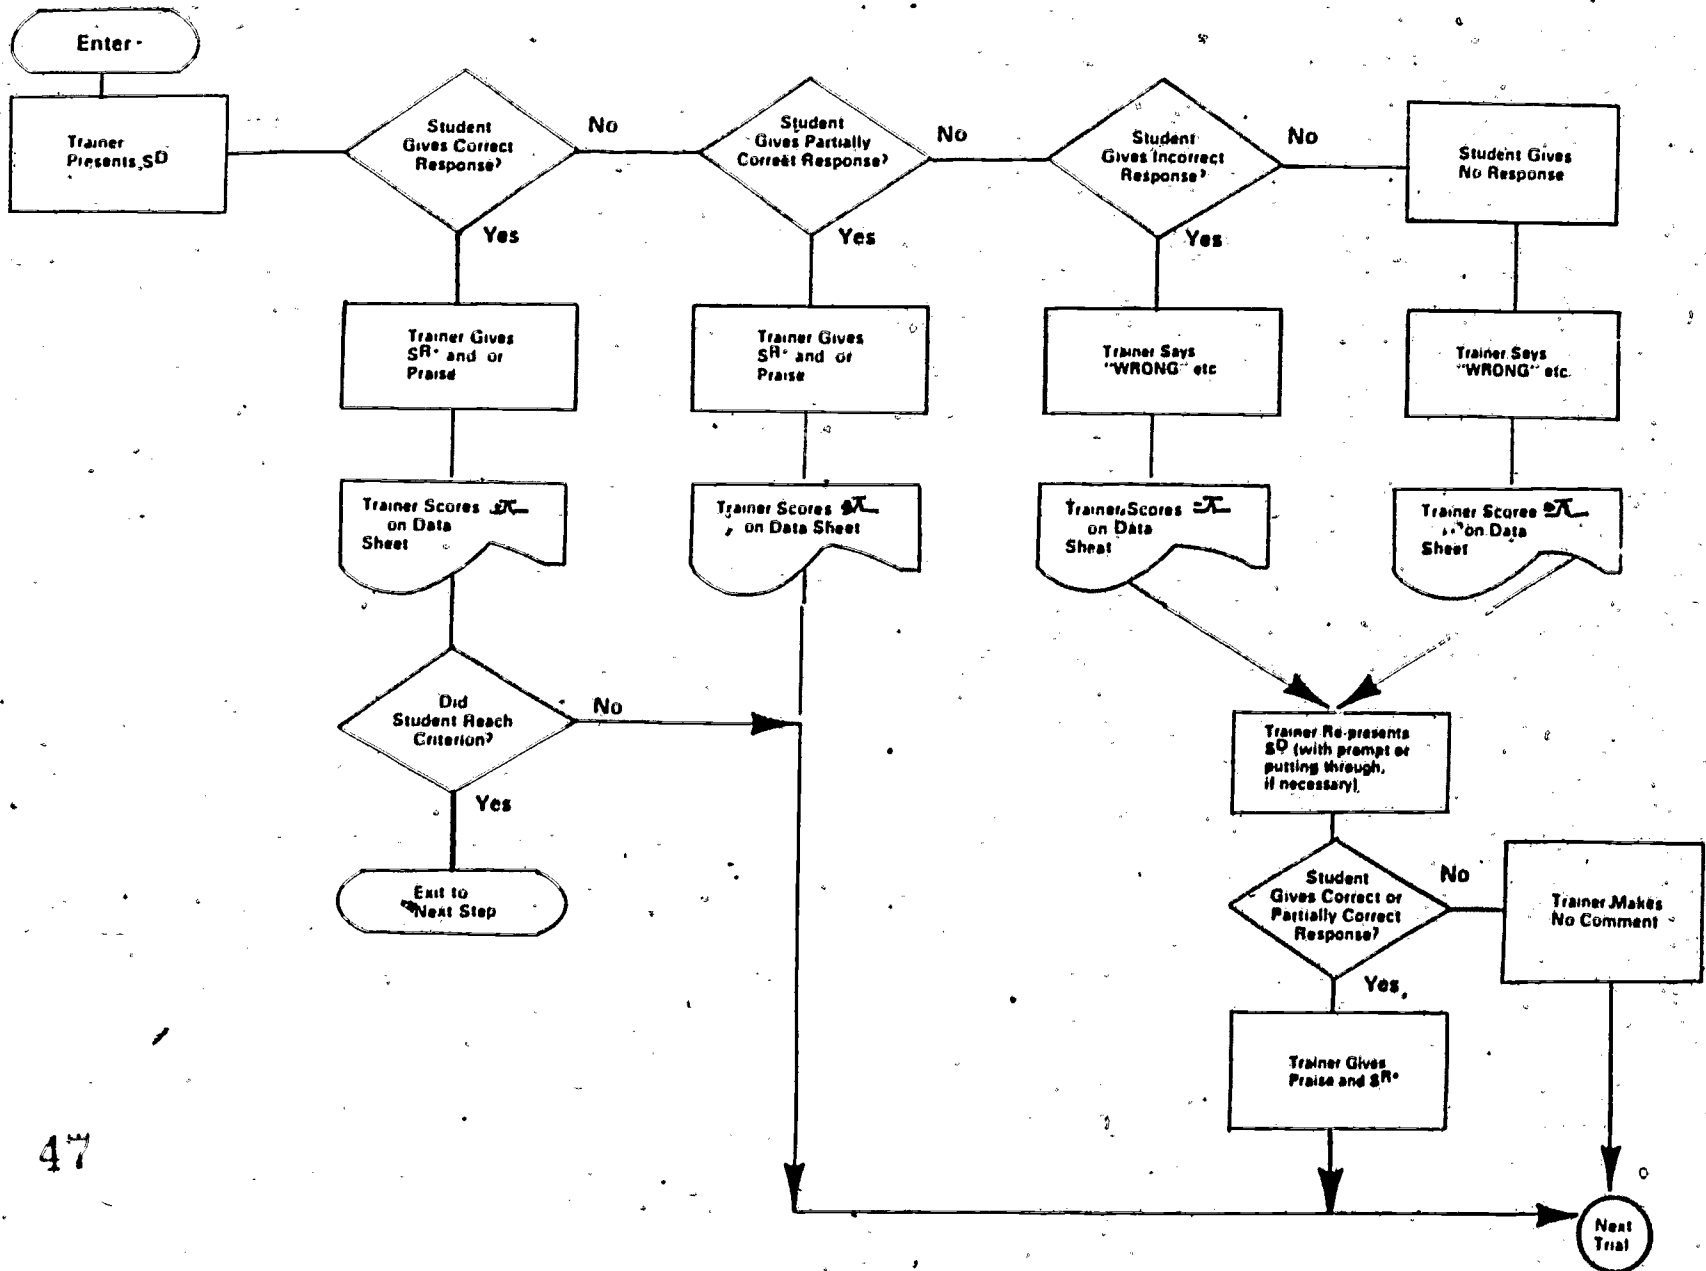 Enter
Trainer
Presents SD
Student
Gives Correct
Response?
No
Yes
Student
Gives Partially
Correct Response?
No
Yes
Student
Gives Incorrect
Response?
No
Yes
Student Gives
No Response
Trainer Gives
SR+ and or
Praise
Trainer Gives
SR+ and or
Praise
Trainer Says
"WRONG" etc
Trainer Says
"WRONG" etc.
Trainer Scores
on Data
Sheet
Trainer Scores
on Data Sheet
Trainer Scores
on Data
Sheet
Trainer Scores
on Data
Sheet
Did
Student Reach
Criterion?
No
Yes
Exit to
Next Step
Trainer Re-presents
SD (with prompt or
putting through,
if necessary)
Student
Gives Correct or
Partially Correct
Response?
No
Yes
Trainer Makes
No Comment
Trainer Gives
Praise and SR+
Next
Trial
47